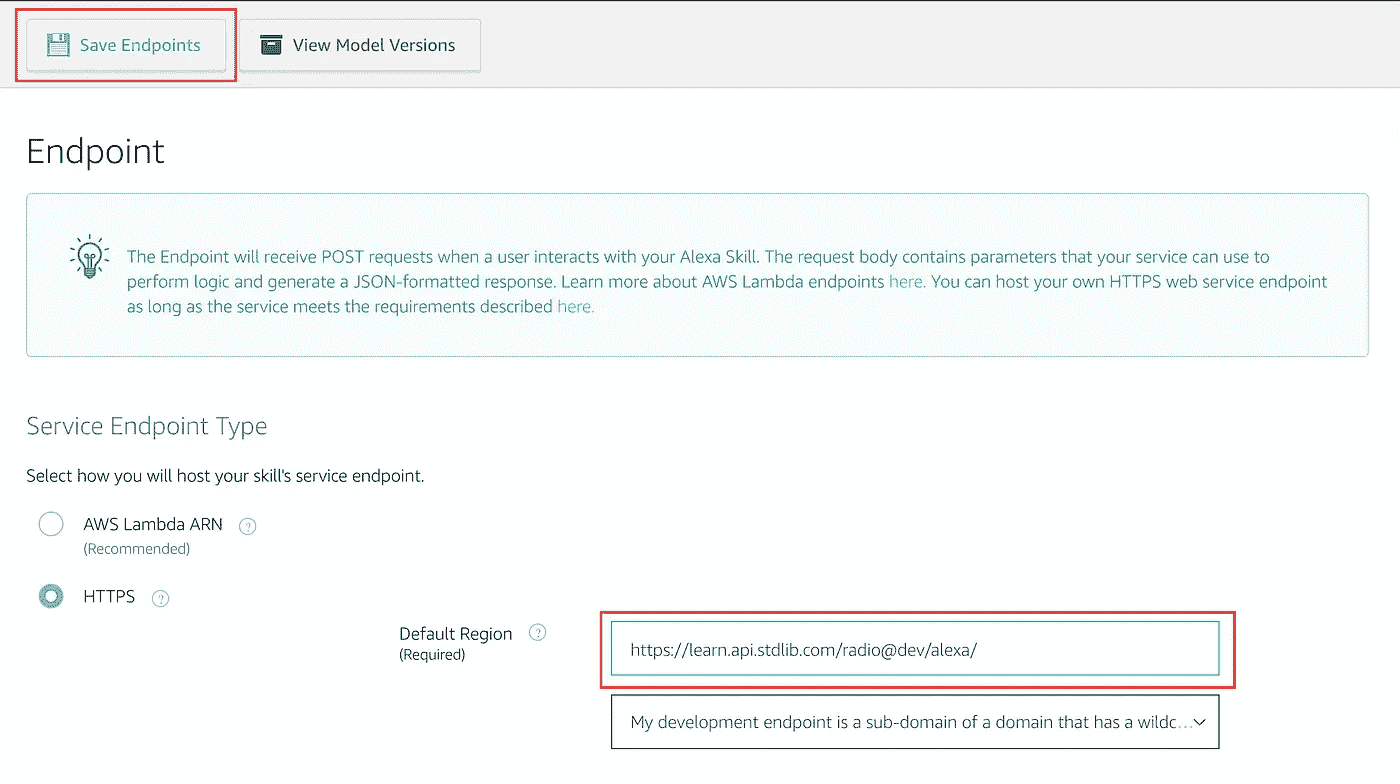 Save Endpoints
View Model Versions
Endpoint
The Endpoint will receive POST requests when a user interacts with your Alexa Skill. The request body contains parameters that your service can use to
perform logic and generate a JSON-formatted response. Learn more about AWS Lambda endpoints here. You can host your own HTTPS web service endpoint
as long as the service meets the requirements described here.
Service Endpoint Type
Select how you will host your skill's service endpoint.
AWS Lambda ARN ?
(Recommended)
HTTPS ?
Default Region ?
(Required)
https://learn.api.stdlib.com/radio@dev/alexa/
My development endpoint is a sub-domain of a domain that has a wildc...